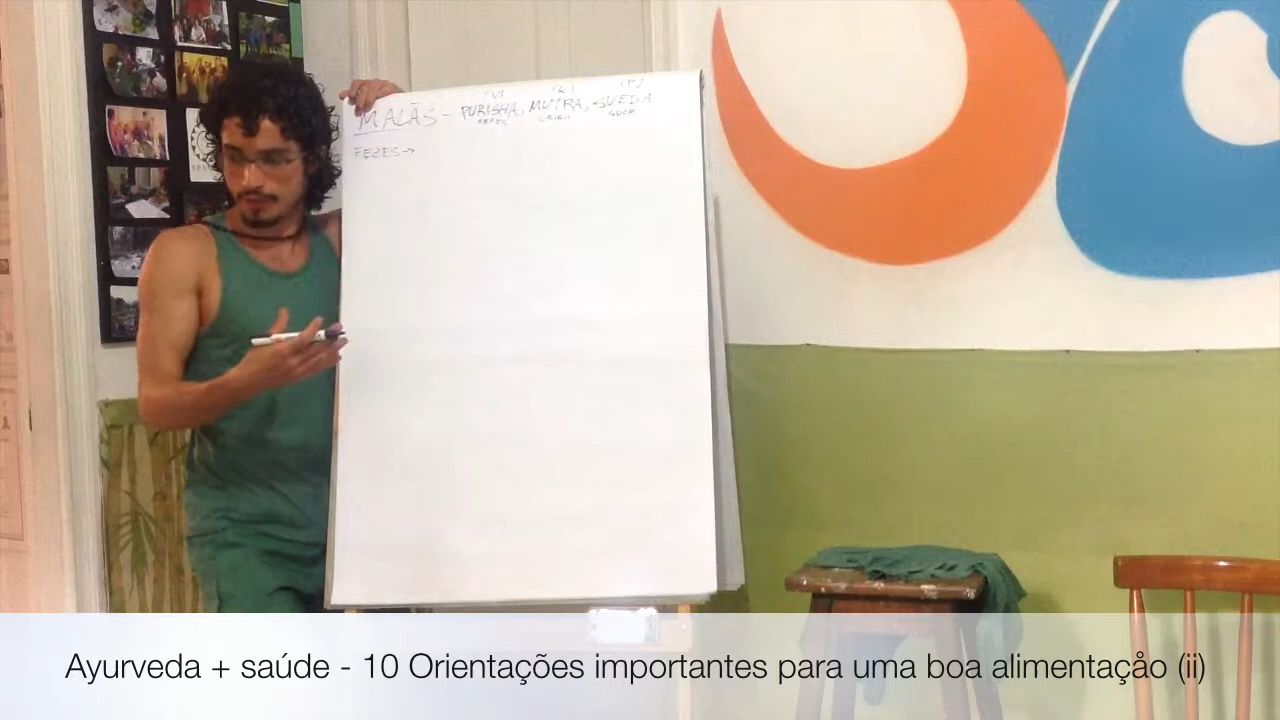 (V) (K) (P)
MALAS - PURISHA, MUTRA, SUEDA
FEZES URINA SUOR
FEZES →
Ayurveda + saúde - 10 Orientações importantes para uma boa alimentaçåo (ii)